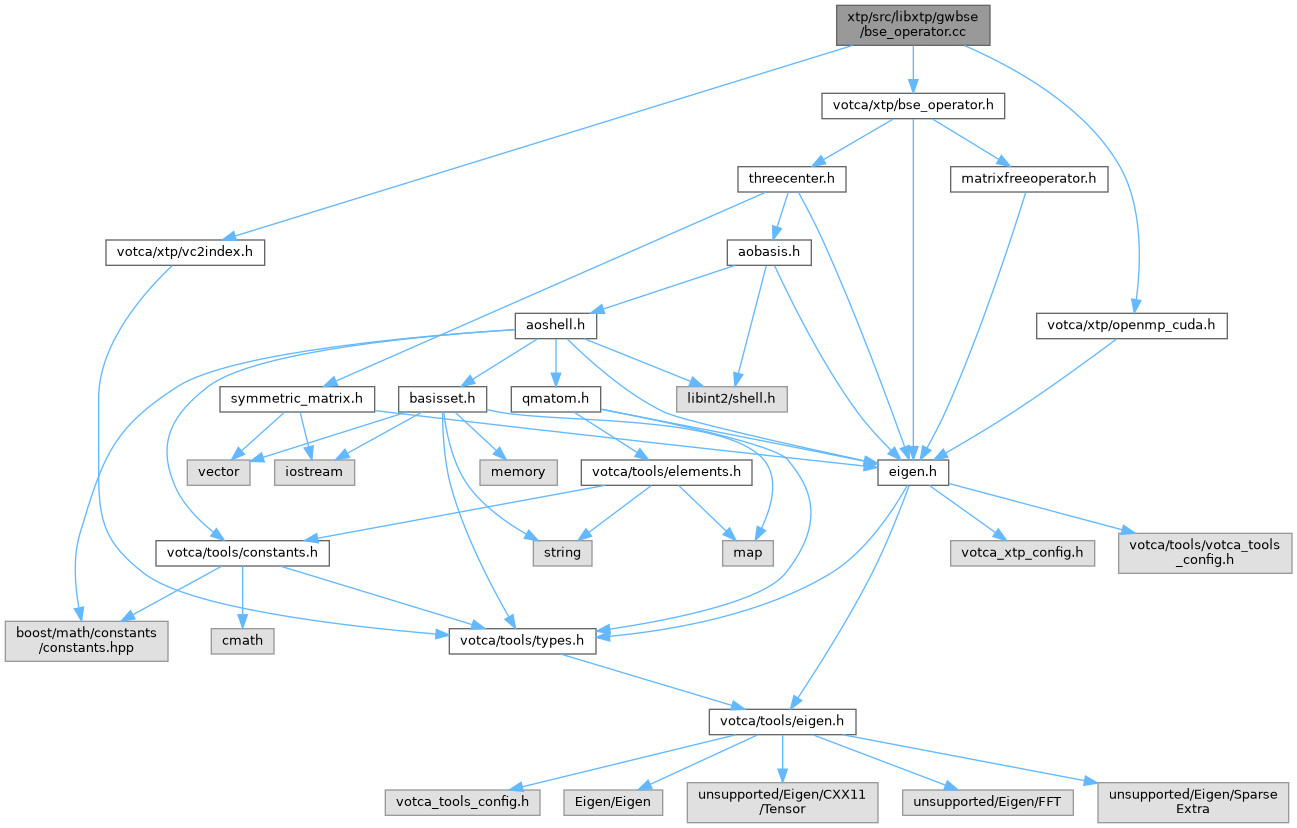 xtp/src/libxtp/gwbse
/bse_operator.cc
votca/xtp/bse_operator.h
threecenter.h
matrixfreeoperator.h
votca/xtp/vc2index.h
aobasis.h
aoshell.h
votca/xtp/openmp_cuda.h
symmetric_matrix.h
basisset.h
qmatom.h
libint2/shell.h
vector
iostream
memory
votca/tools/elements.h
eigen.h
votca/tools/constants.h
string
map
votca_xtp_config.h
votca/tools/votca_tools
_config.h
boost/math/constants
/constants.hpp
cmath
votca/tools/types.h
votca/tools/eigen.h
votca_tools_config.h
Eigen/Eigen
unsupported/Eigen/CXX11
/Tensor
unsupported/Eigen/FFT
unsupported/Eigen/Sparse
Extra